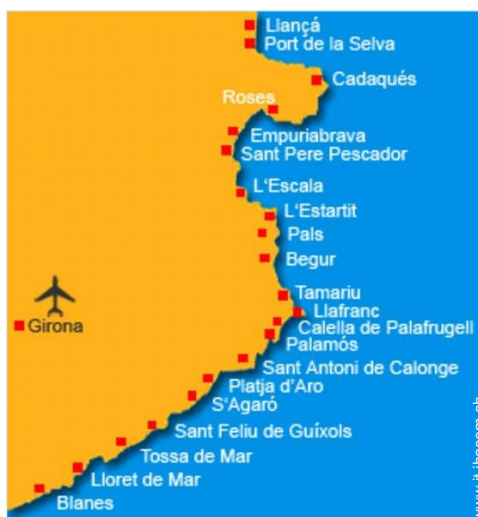 Llançá
Port de la Selva
Cadaqués
Roses
Empuriabrava
Sant Pere Pescador
L'Escala
L'Estartit
Pals
Begur
Tamariu
Llafranc
Girona
Calella de Palafrugell
Palamós
Sant Antoni de Calonge
Platja d'Aro
S'Agaró
Sant Feliu de Guíxols
Tossa de Mar
Lloret de Mar
Blanes